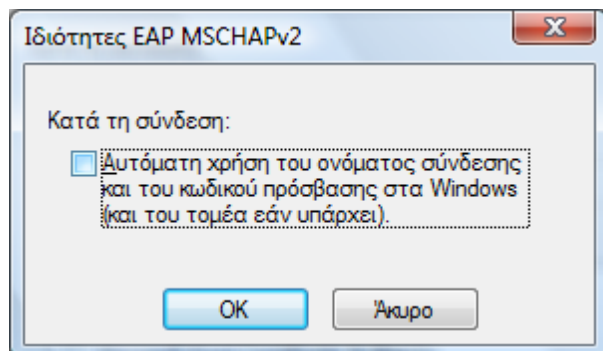 Ιδιότητες EAP MSCHAPv2
Κατά τη σύνδεση:
Αυτόματη χρήση του ονόματος σύνδεσης
και του κωδικού πρόσβασης στα Windows
(και του τομέα εάν υπάρχει).
OK
Άκυρο